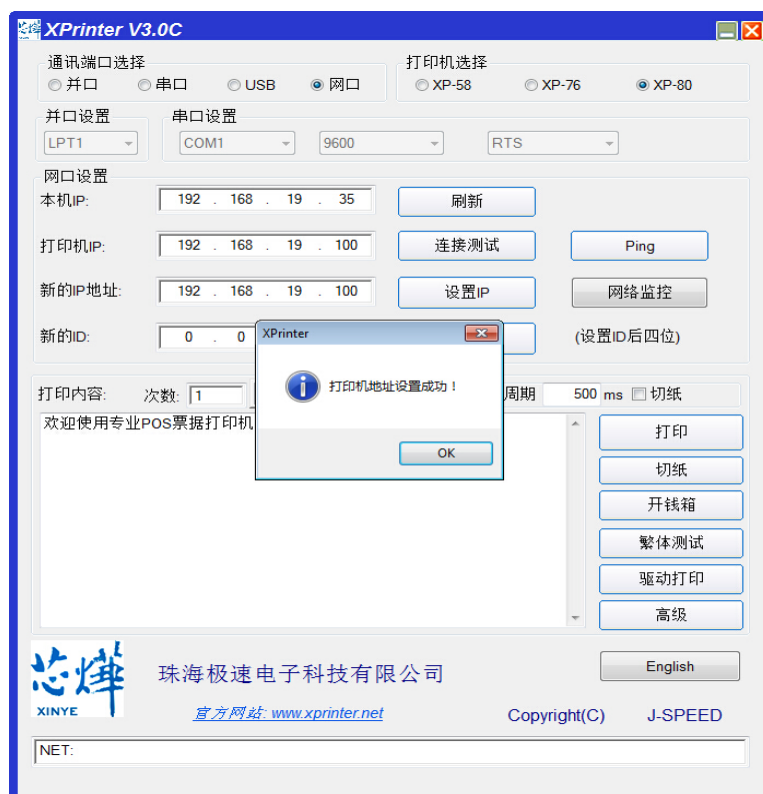 XPrinter V3.0C
通讯端口选择 打印机选择
并口 串口 USB 网口 XP-58 XP-76 XP-80
并口设置 串口设置
LPT1 COM1 9600 RTS
网口设置
本机IP: 192 . 168 . 19 . 35 刷新
打印机IP: 192 . 168 . 19 . 100 连接测试 Ping
新的IP地址: 192 . 168 . 19 . 100 设置IP 网络监控
新的ID: 0 . 0 (设置ID后四位)
XPrinter
打印机地址设置成功！
OK
打印内容: 次数: 1 周期 500 ms 切纸
欢迎使用专业POS票据打印机
打印
切纸
开钱箱
繁体测试
驱动打印
高级
芯烨
XINYE
珠海极速电子科技有限公司
English
官方网站: www.xprinter.net
Copyright(C) J-SPEED
NET: